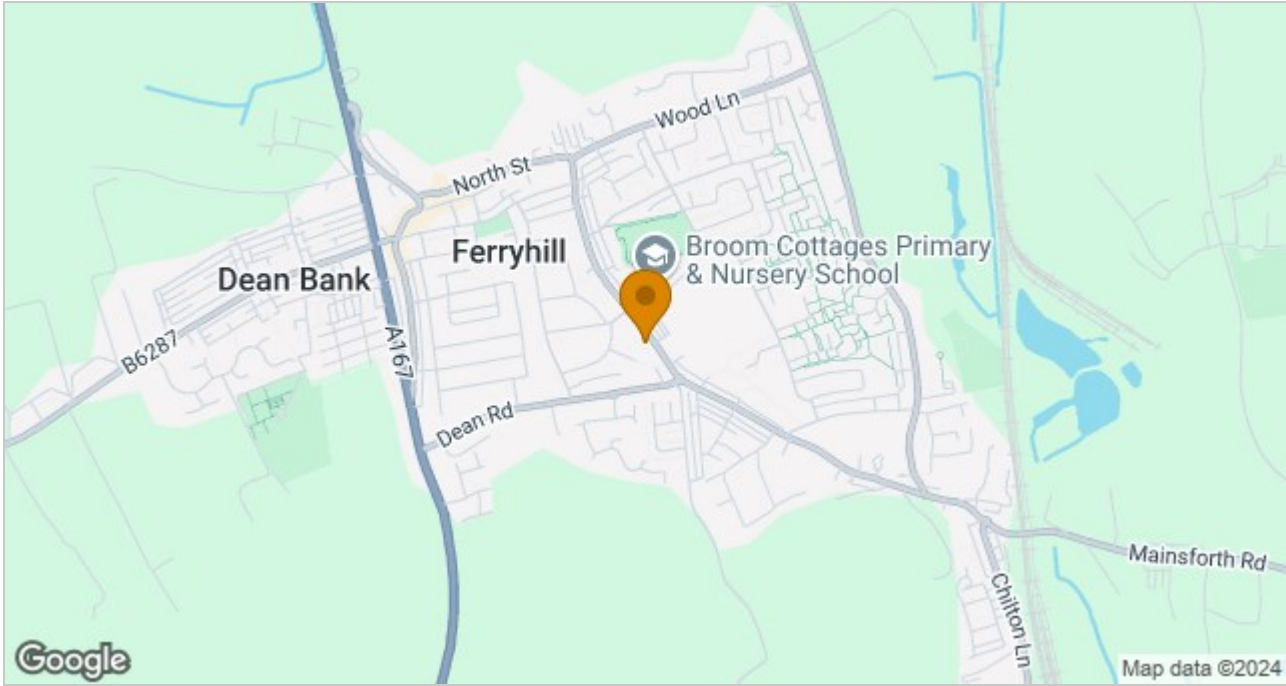 Wood Ln
North St
Ferryhill
Broom Cottages Primary
& Nursery School
Dean Bank
B6287
A167
Dean Rd
Mainsforth Rd
Chilton Ln
Google
Map data ©2024